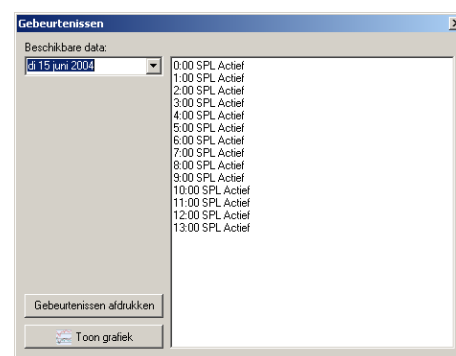 Gebeurtenissen
Beschikbare data:
di 15 juni 2004
0:00 SPL Actief
1:00 SPL Actief
2:00 SPL Actief
3:00 SPL Actief
4:00 SPL Actief
5:00 SPL Actief
6:00 SPL Actief
7:00 SPL Actief
8:00 SPL Actief
9:00 SPL Actief
10:00 SPL Actief
11:00 SPL Actief
12:00 SPL Actief
13:00 SPL Actief
Gebeurtenissen afdrukken
Toon grafiek